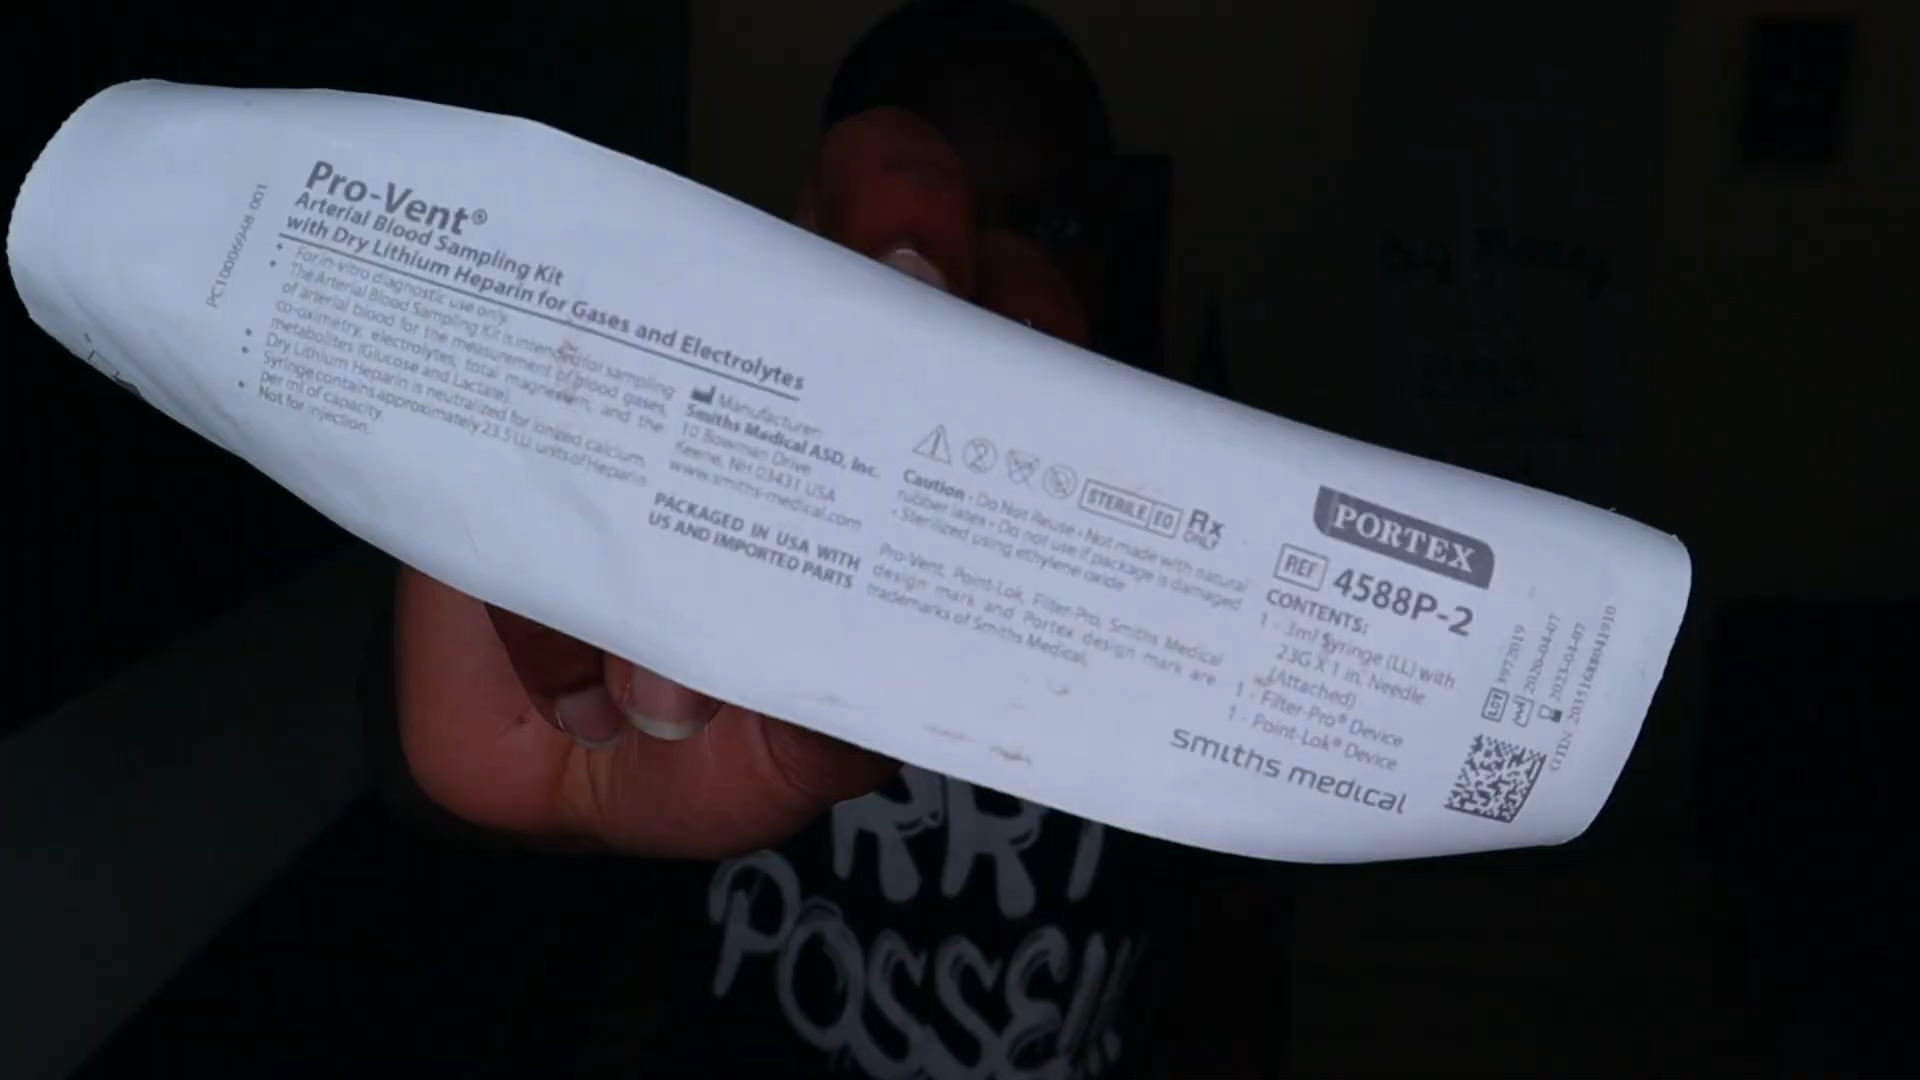 PC10006948 001
Pro-Vent®
Arterial Blood Sampling Kit
with Dry Lithium Heparin for Gases and Electrolytes
• For in-vitro diagnostic use only.
• The Arterial Blood Sampling Kit is intended for sampling
of arterial blood for the measurement of blood gases,
co-oximetry, electrolytes, total magnesium, and the
metabolites (Glucose and Lactate).
• Dry Lithium Heparin is neutralized for ionized calcium.
• Syringe contains approximately 23.5 I.U. units of Heparin
per ml of capacity.
• Not for injection.
Manufacturer:
Smiths Medical ASD, Inc.
10 Bowman Drive
Keene, NH 03431 USA
www.smiths-medical.com
PACKAGED IN USA WITH
US AND IMPORTED PARTS
2 STERILE EO Rx ONLY
Caution • Do Not Reuse • Not made with natural
rubber latex • Do not use if package is damaged
• Sterilized using ethylene oxide
Pro-Vent, Point-Lok, Filter-Pro, Smiths Medical
design mark and Portex design mark are
trademarks of Smiths Medical.
PORTEX
REF 4588P-2
CONTENTS:
1 - 3ml Syringe (LL) with
23G X 1 in. Needle
(Attached)
1 - Filter-Pro® Device
1 - Point-Lok® Device
smiths medical
LOT 3972019
2020-04-07
2023-04-07
GTIN
POSSE!!